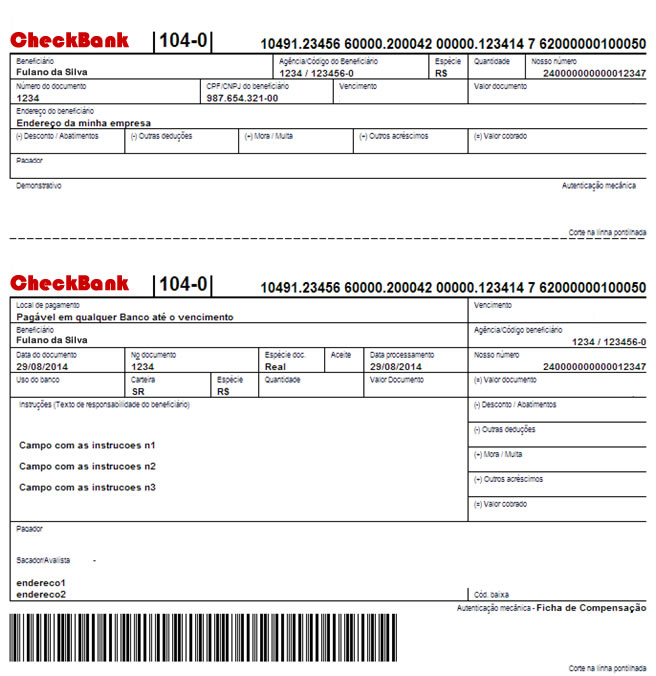 CheckBank |104-0| 10491.23456 60000.200042 00000.123414 7 62000000100050
Beneficiário Agência/Código do Beneficiário Espécie Quantidade Nosso número
Fulano da Silva 1234 / 123456-0 R$ 240000000000012347
Número do documento CPF/CNPJ do beneficiário Vencimento Valor documento
1234 987.654.321-00
Endereço do beneficiário
Endereço da minha empresa
(-) Desconto / Abatimentos (-) Outras deduções (+) Mora / Multa (+) Outros acréscimos (=) Valor cobrado
Pagador
Demonstrativo Autenticação mecânica
Corte na linha pontilhada
CheckBank |104-0| 10491.23456 60000.200042 00000.123414 7 62000000100050
Local de pagamento Vencimento
Pagável em qualquer Banco até o vencimento
Beneficiário Agência/Código beneficiário
Fulano da Silva 1234 / 123456-0
Data do documento No documento Espécie doc. Aceite Data processamento Nosso número
29/08/2014 1234 Real 29/08/2014 240000000000012347
Uso do banco Carteira Espécie Quantidade Valor Documento (=) Valor documento
SR R$
Instruções (Texto de responsabilidade do beneficiário) (-) Desconto / Abatimentos
(-) Outras deduções
Campo com as instrucoes n1
(+) Mora / Multa
Campo com as instrucoes n2
(+) Outros acréscimos
Campo com as instrucoes n3
(=) Valor cobrado
Pagador
Sacador/Avalista -
endereco1
endereco2 Cód. baixa
Autenticação mecânica - Ficha de Compensação
Corte na linha pontilhada